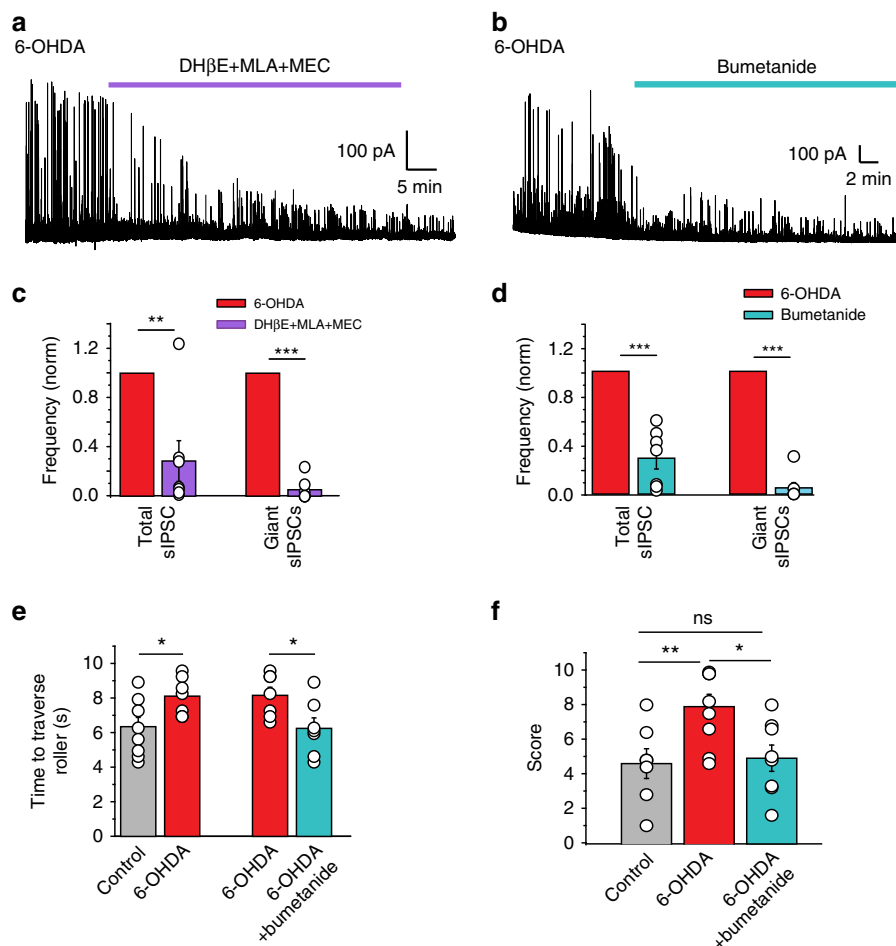 a
6-OHDA
DHβE+MLA+MEC
100 pA
5 min
b
6-OHDA
Bumetanide
100 pA
2 min
c
6-OHDA
DHβE+MLA+MEC
Frequency (norm)
1.2
0.8
0.4
0.0
**
***
Total
sIPSC
Giant
sIPSCs
d
6-OHDA
Bumetanide
Frequency (norm)
1.2
0.8
0.4
0.0
***
***
Total
sIPSC
Giant
sIPSCs
e
Time to traverse
roller (s)
10
8
6
4
2
0
*
*
Control
6-OHDA
6-OHDA
6-OHDA
+bumetanide
f
Score
10
8
6
4
2
0
ns
**
*
Control
6-OHDA
6-OHDA
+bumetanide